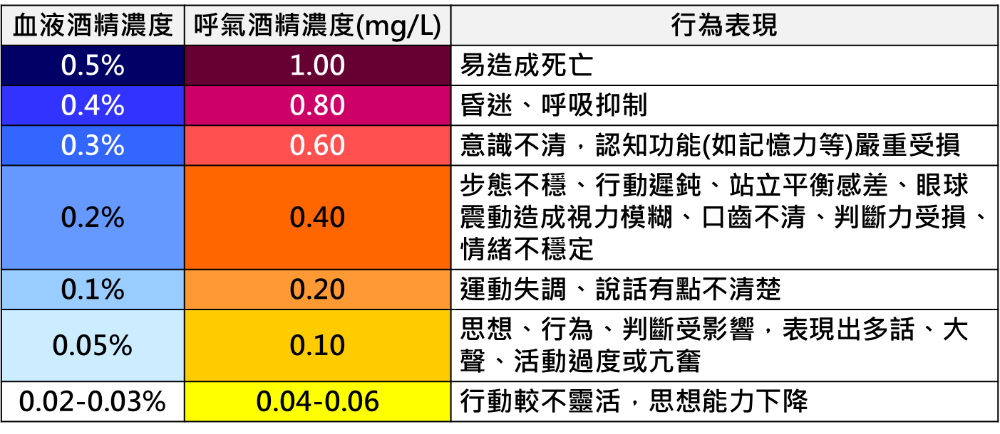 血液酒精濃度 呼氣酒精濃度(mg/L) 行為表現
0.5% 1.00 易造成死亡
0.4% 0.80 昏迷、呼吸抑制
0.3% 0.60 意識不清，認知功能(如記憶力等)嚴重受損
0.2% 0.40 步態不穩、行動遲鈍、站立平衡感差、眼球
震動造成視力模糊、口齒不清、判斷力受損、
情緒不穩定
0.1% 0.20 運動失調、說話有點不清楚
0.05% 0.10 思想、行為、判斷受影響，表現出多話、大
聲、活動過度或亢奮
0.02-0.03% 0.04-0.06 行動較不靈活，思想能力下降